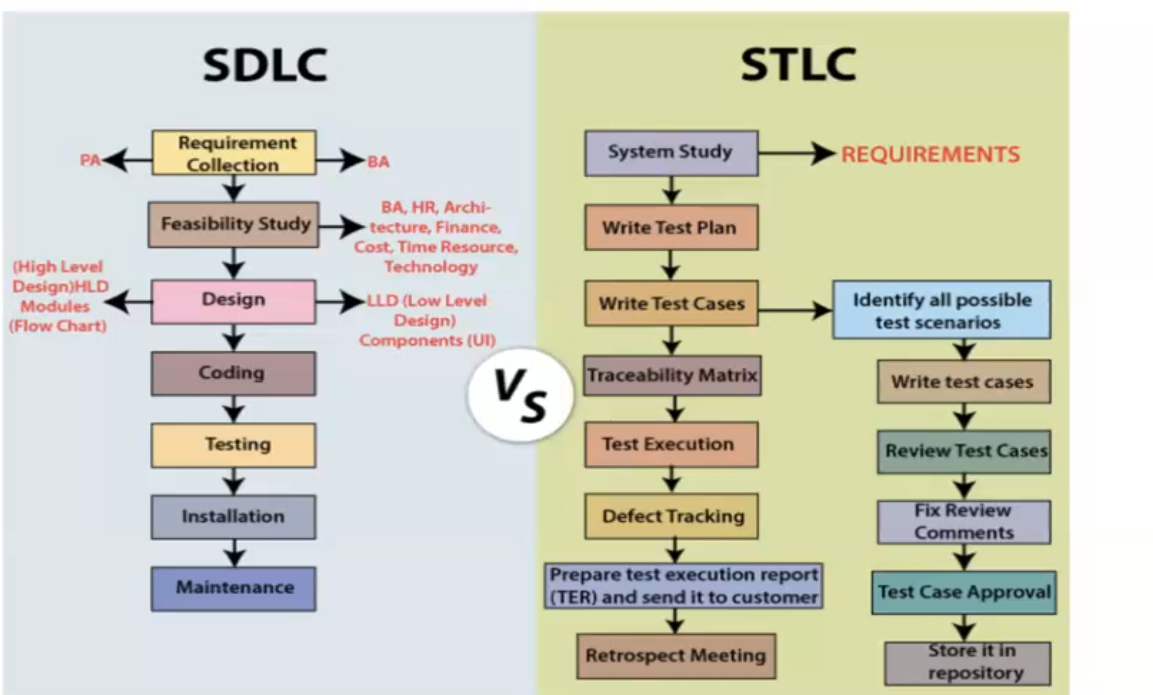 SDLC
PA
Requirement
Collection
BA
Feasibility Study
BA, HR, Archi-
tecture, Finance,
Cost, Time Resource,
Technology
(High Level
Design)HLD
Modules
(Flow Chart)
Design
LLD (Low Level
Design)
Components (UI)
Coding
Testing
Installation
Maintenance
VS
STLC
System Study
REQUIREMENTS
Write Test Plan
Write Test Cases
Traceability Matrix
Test Execution
Defect Tracking
Prepare test execution report
(TER) and send it to customer
Retrospect Meeting
Identify all possible
test scenarios
Write test cases
Review Test Cases
Fix Review
Comments
Test Case Approval
Store it in
repository